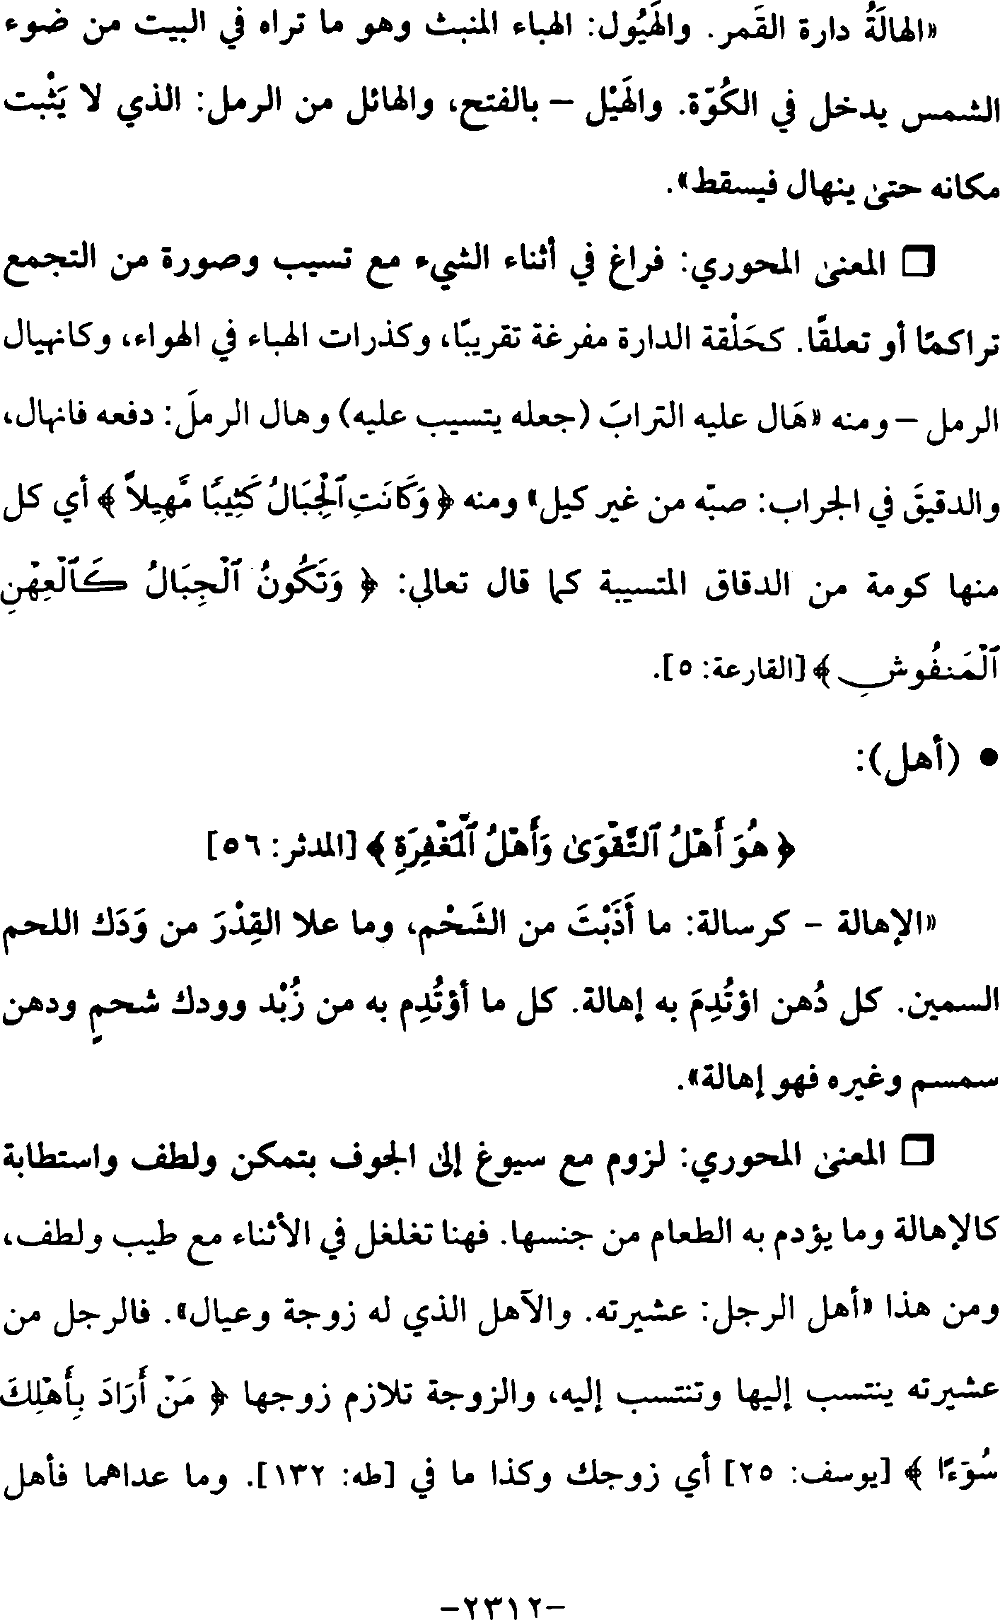 «الهالَةُ دارة القَمر. والهَيُول: الهباء المنبث وهو ما تراه في البيت من ضوء
الشمس يدخل في الكُوّة. والهَيْل – بالفتح، والهائل من الرمل: الذي لا يَثْبت
مكانه حتىٰ ينهال فيسقط».
□ المعنىٰ المحوري: فراغ في أثناء الشيء مع تسيب وصورة من التجمع
تراكمًا أو تعلقًا. كحَلْقة الدارة مفرغة تقريبًا، وكذرات الهباء في الهواء، وكانهيال
الرمل – ومنه «هَال عليه الترابَ (جعله يتسيب عليه) وهال الرملَ: دفعه فانهال،
والدقيقَ في الجراب: صبّه من غير كيل» ومنه ﴿ وَكَانَتِ ٱلْجِبَالُ كَثِيبًا مَّهِيلاً ﴾ أي كل
منها كومة من الدقاق المتسيبة كما قال تعالي: ﴿ وَتَكُونُ ٱلْجِبَالُ كَٱلْعِهْنِ
ٱلْمَنفُوشِ ﴾ [القارعة: ٥].
• (أهل):
﴿ هُوَ أَهْلُ ٱلتَّقْوَىٰ وَأَهْلُ ٱلْمَغْفِرَةِ ﴾ [المدثر: ٥٦]
«الإهالة – كرسالة: ما أَذَبْتَ من الشَحْم، وما علا القِدْرَ من وَدَك اللحم
السمين. كل دُهن اؤتُدِمَ به إهالة. كل ما أؤتُدِم به من زُبْد وودك شحمٍ ودهن
سمسم وغيره فهو إهالة».
□ المعنىٰ المحوري: لزوم مع سيوغ إلىٰ الجوف بتمكن ولطف واستطابة
كالإهالة وما يؤدم به الطعام من جنسها. فهنا تغلغل في الأثناء مع طيب ولطف،
ومن هذا «أهل الرجل: عشيرته. والآهل الذي له زوجة وعيال». فالرجل من
عشيرته ينتسب إليها وتنتسب إليه، والزوجة تلازم زوجها ﴿ مَنْ أَرَادَ بِأَهْلِكَ
سُوٓءًا ﴾ [يوسف: ٢٥] أي زوجك وكذا ما في [طه: ١٣٢]. وما عداهما فأهل
–٢٣١٢–